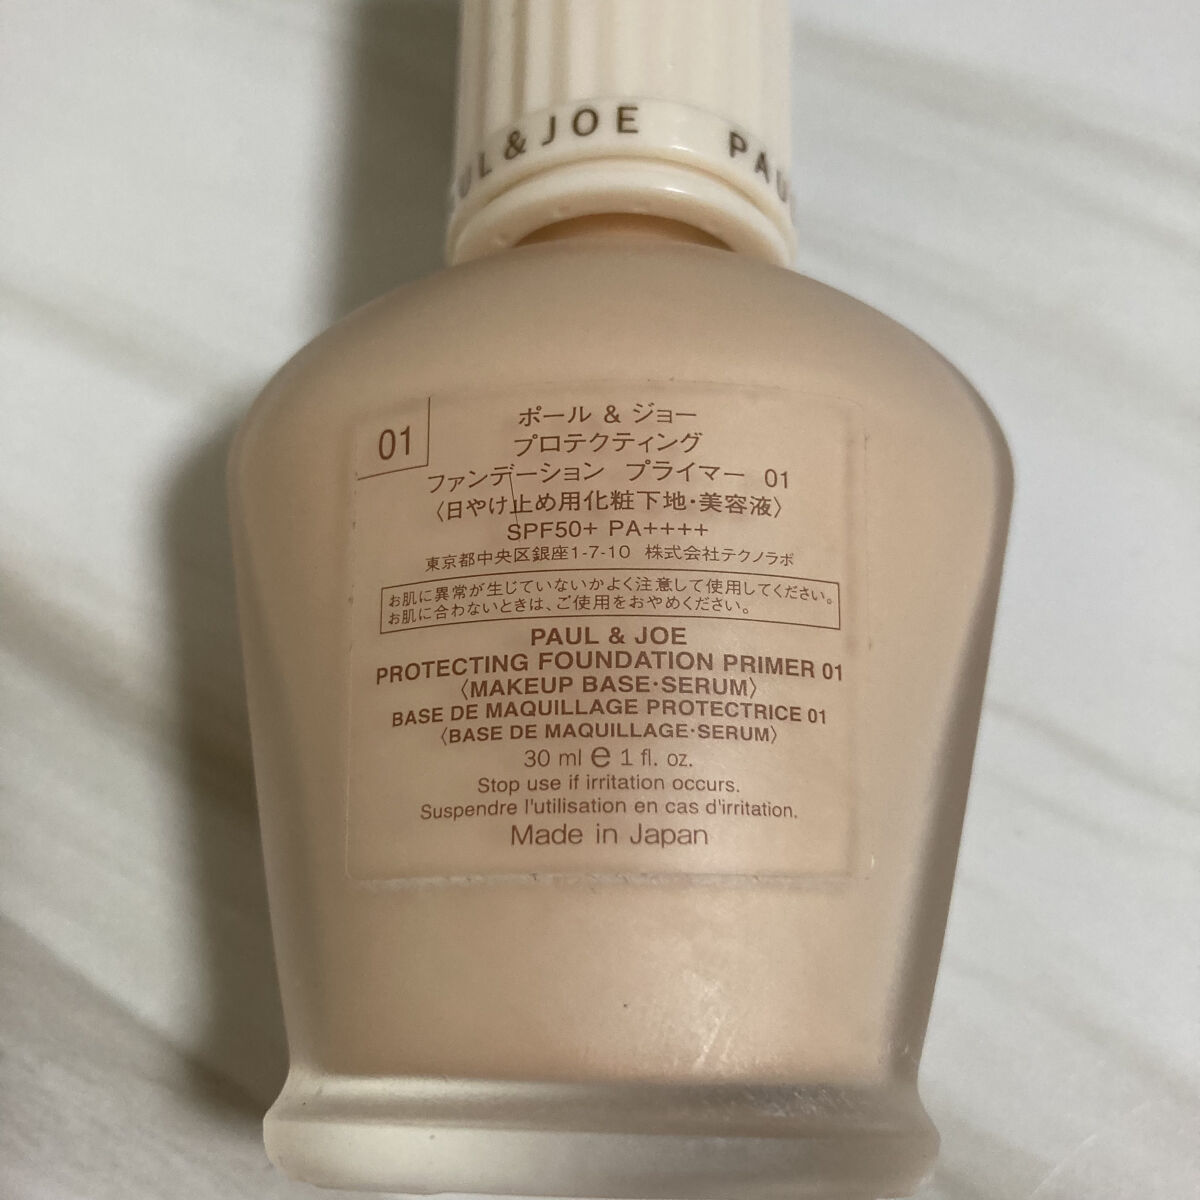 UL & JOE PAU
01
ポール & ジョー
プロテクティング
ファンデーション プライマー 01
〈日やけ止め用化粧下地・美容液〉
SPF50+ PA++++
東京都中央区銀座1-7-10 株式会社テクノラボ
お肌に異常が生じていないかよく注意して使用してください。
お肌に合わないときは、ご使用をおやめください。
PAUL & JOE
PROTECTING FOUNDATION PRIMER 01
〈MAKEUP BASE･SERUM〉
BASE DE MAQUILLAGE PROTECTRICE 01
〈BASE DE MAQUILLAGE･SERUM〉
30 ml e 1 fl. oz.
Stop use if irritation occurs.
Suspendre l'utilisation en cas d'irritation.
Made in Japan